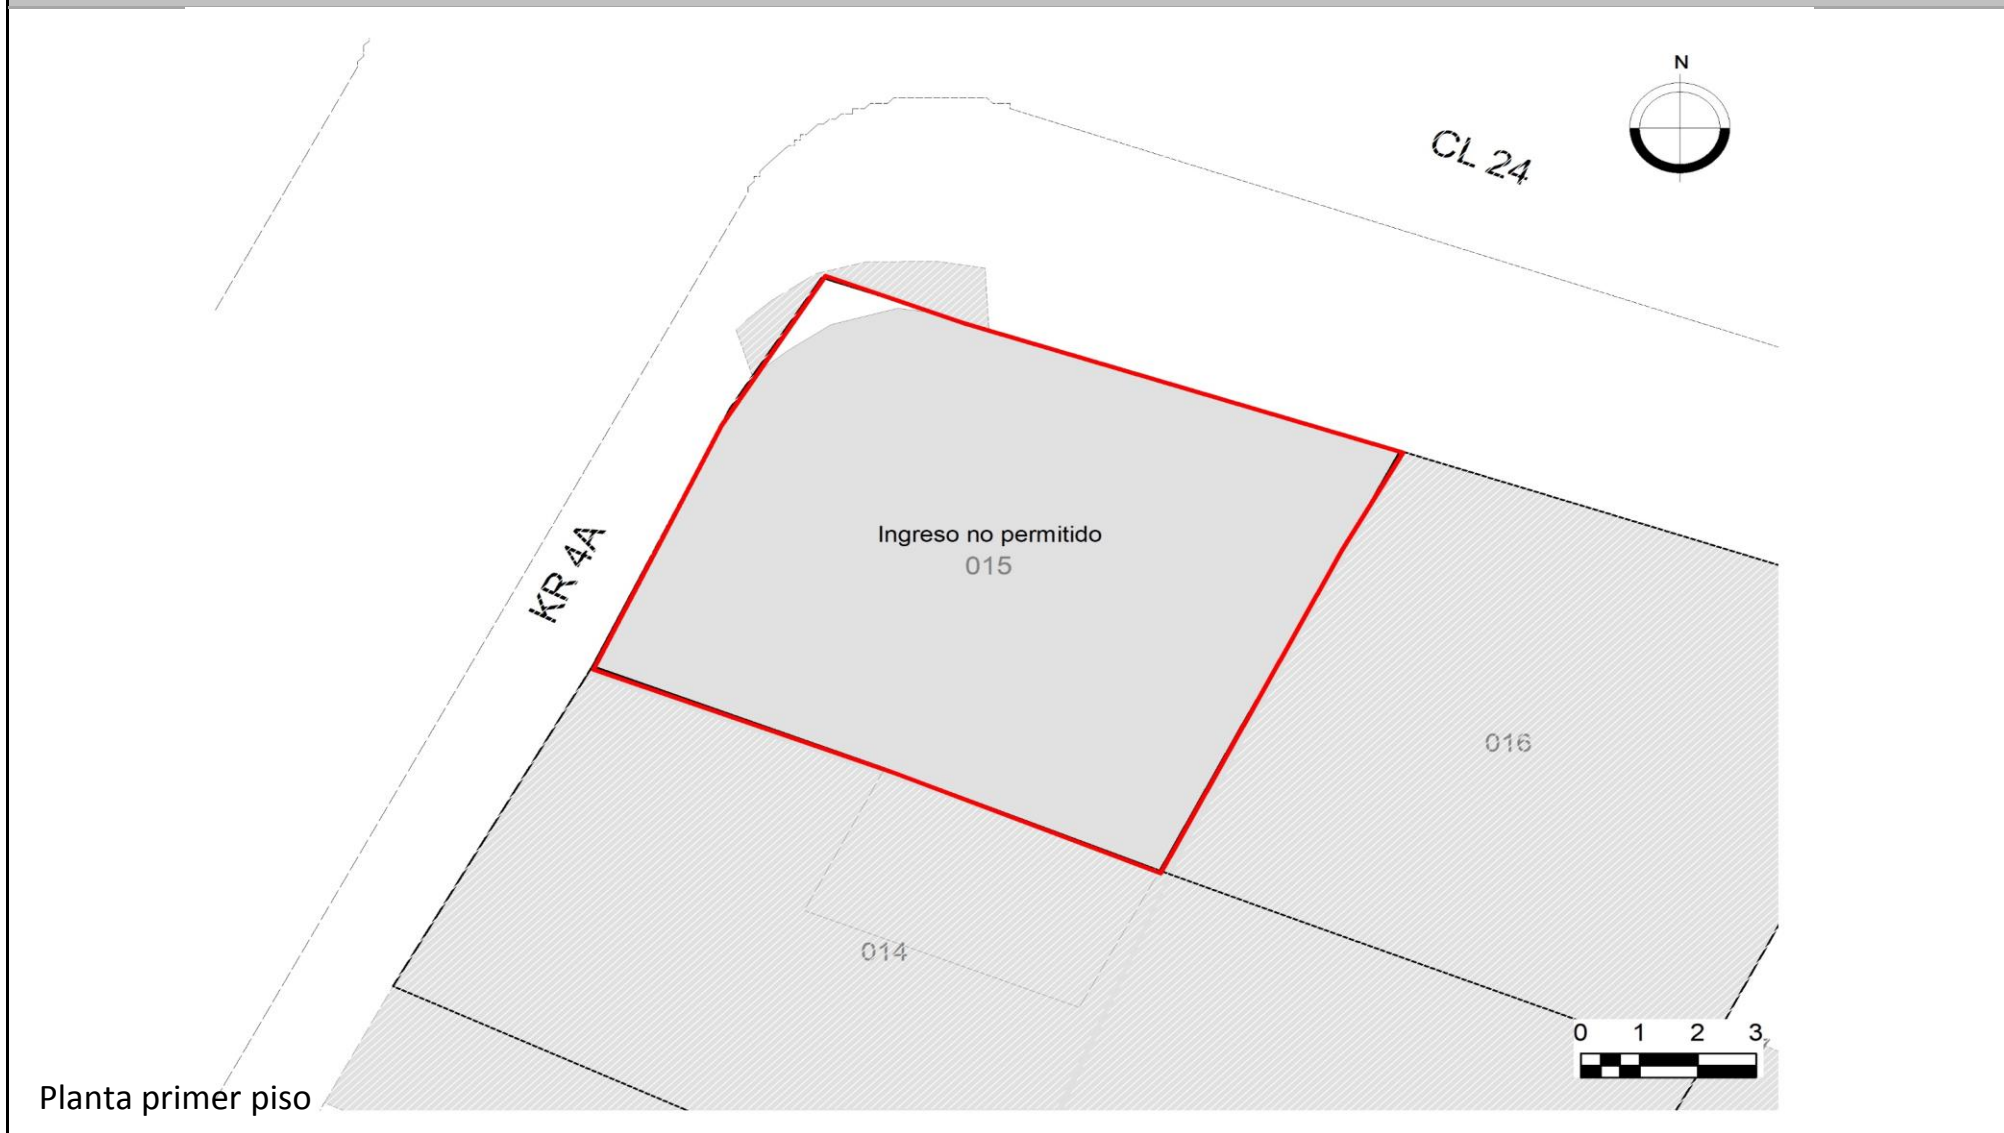 N
CL 24
KR 4A
Ingreso no permitido
015
016
014
0 1 2 3
Planta primer piso